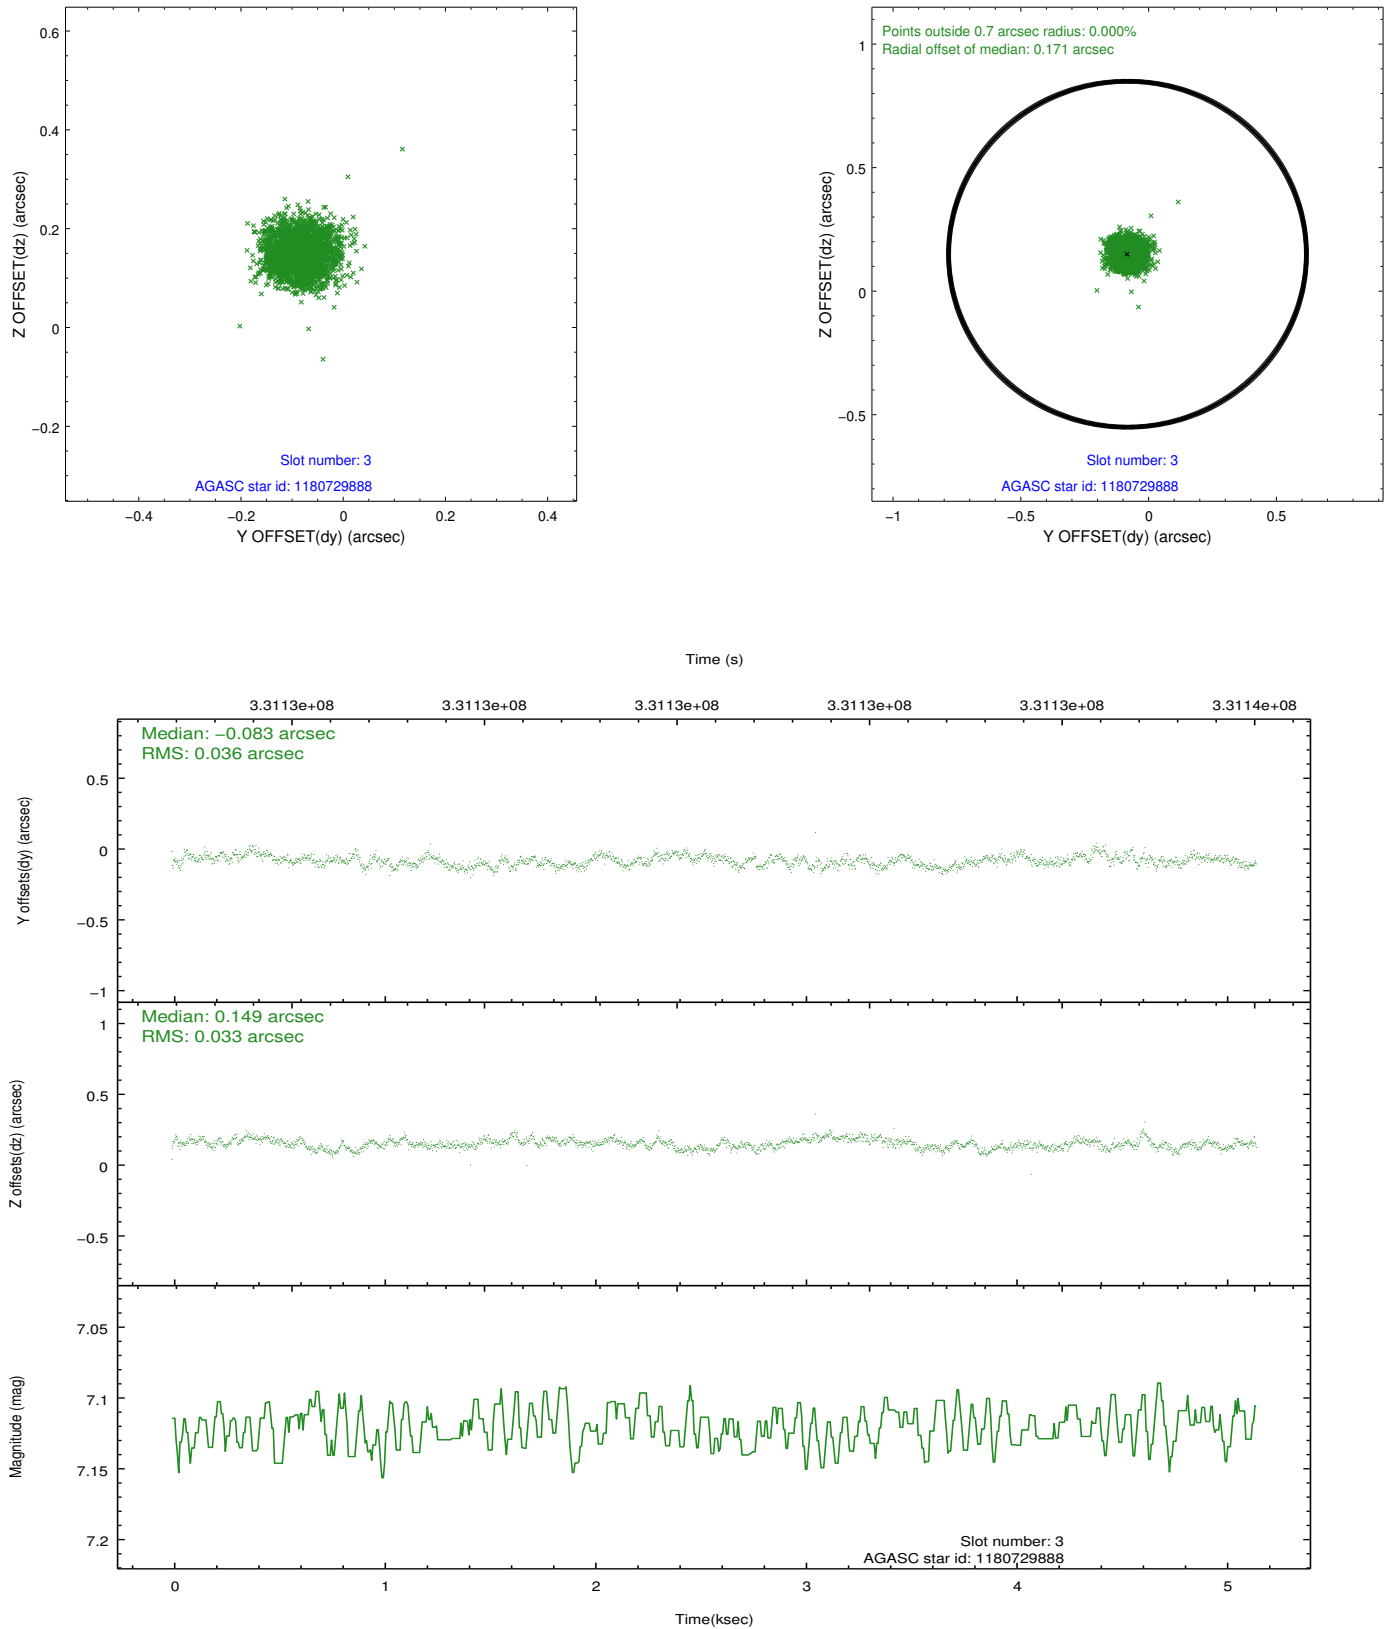 0.6
0.4
0.2
0
−0.2
Z OFFSET(dz) (arcsec)
Slot number: 3
AGASC star id: 1180729888
−0.4 −0.2 0 0.2 0.4
Y OFFSET(dy) (arcsec)
Points outside 0.7 arcsec radius: 0.000%
Radial offset of median: 0.171 arcsec
1
0.5
0
−0.5
Z OFFSET(dz) (arcsec)
Slot number: 3
AGASC star id: 1180729888
−1 −0.5 0 0.5
Y OFFSET(dy) (arcsec)
Time (s)
3.3113e+08 3.3113e+08 3.3113e+08 3.3113e+08 3.3113e+08 3.3114e+08
Median: −0.083 arcsec
RMS: 0.036 arcsec
0.5
0
−0.5
−1
Y offsets(dy) (arcsec)
Median: 0.149 arcsec
RMS: 0.033 arcsec
1
0.5
0
−0.5
Z offsets(dz) (arcsec)
7.05
7.1
7.15
7.2
Magnitude (mag)
Slot number: 3
AGASC star id: 1180729888
0 1 2 3 4 5
Time(ksec)